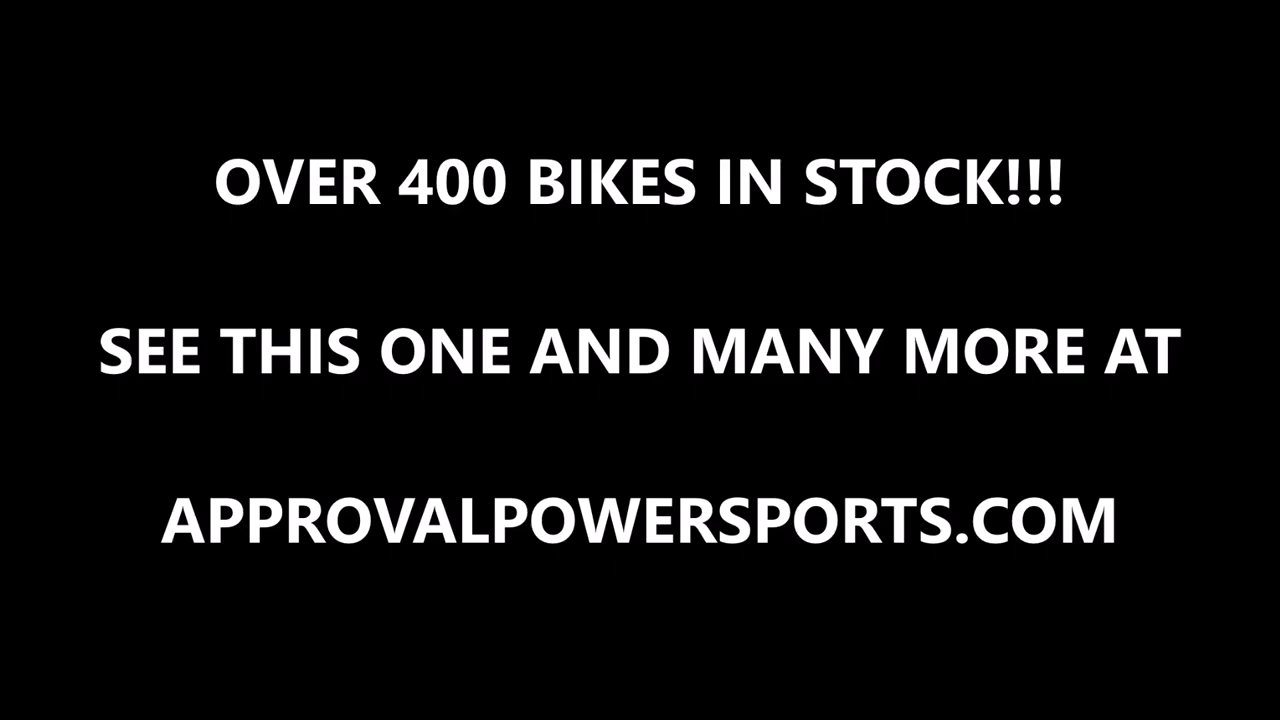 OVER 400 BIKES IN STOCK!!!
SEE THIS ONE AND MANY MORE AT
APPROVALPOWERSPORTS.COM